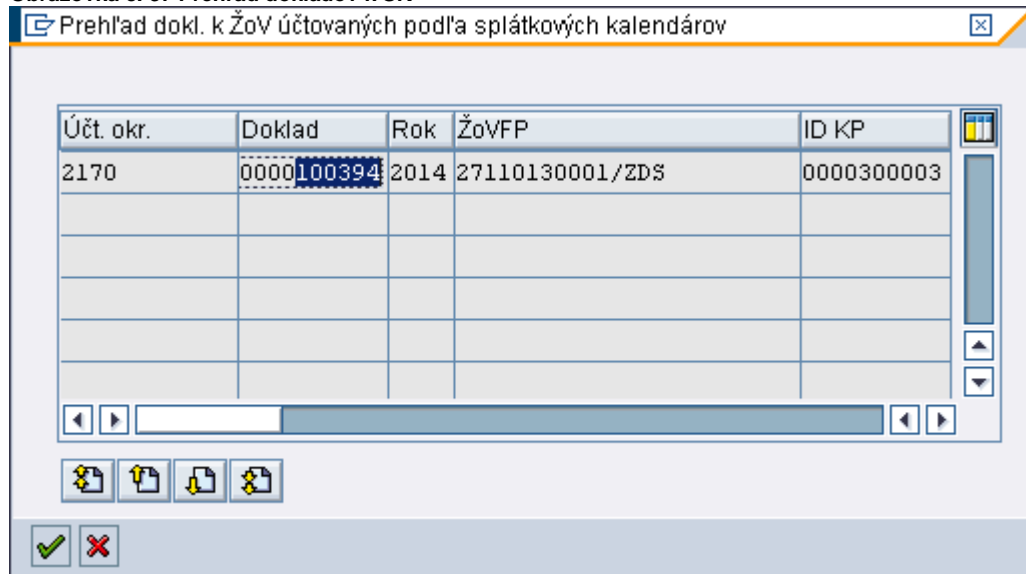 Prehľad dokl. k ŽoV účtovaných podľa splátkových kalendárov
Účt. okr. Doklad Rok ŽoVFP ID KP
2170 0000100394 2014 27110130001/ZDS 0000300003